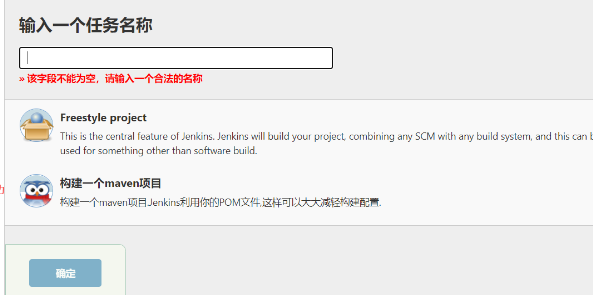 输入一个任务名称
» 该字段不能为空，请输入一个合法的名称
Freestyle project
This is the central feature of Jenkins. Jenkins will build your project, combining any SCM with any build system, and this can b
used for something other than software build.
构建一个maven项目
构建一个maven项目Jenkins利用你的POM文件,这样可以大大减轻构建配置.
确定